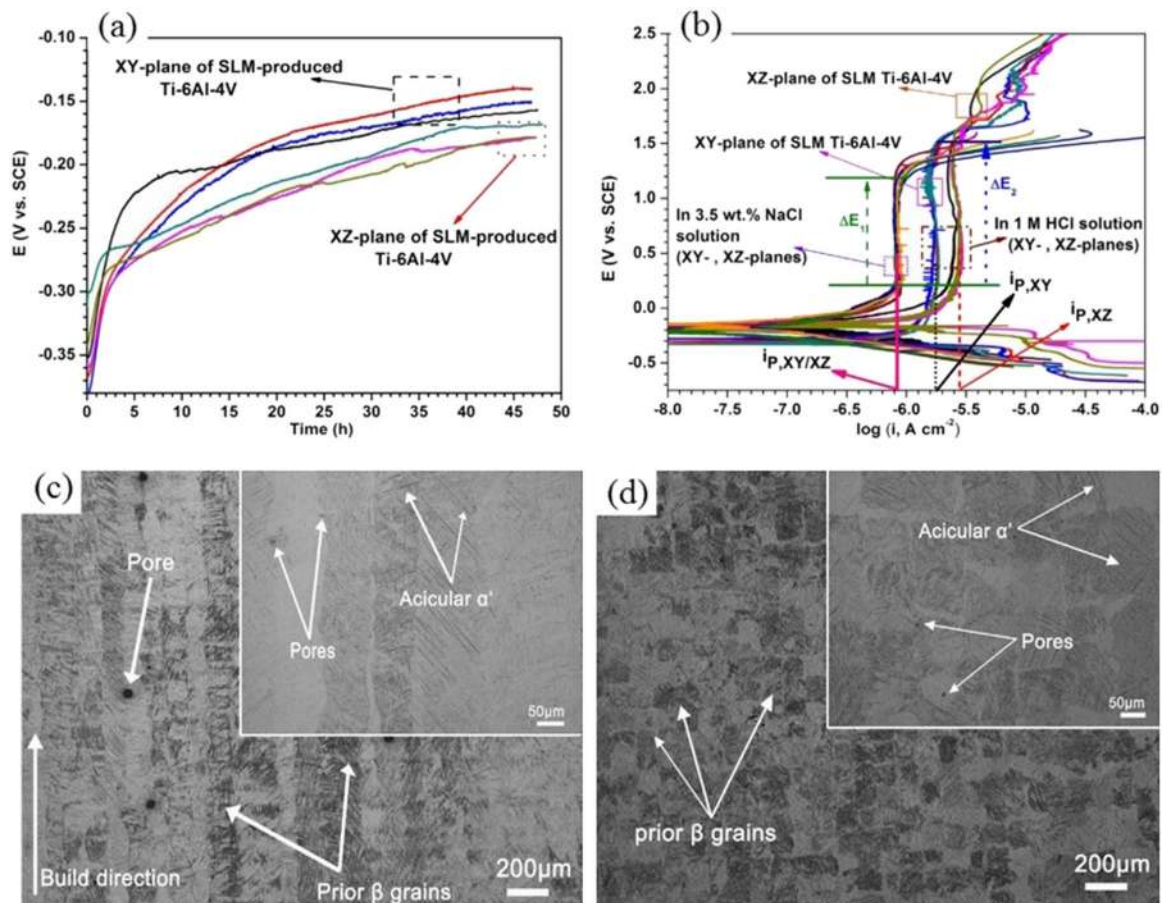 (a)
-0.10
-0.15
-0.20
-0.25
-0.30
-0.35
E (V vs. SCE)
XY-plane of SLM-produced
Ti-6Al-4V
XZ-plane of SLM-produced
Ti-6Al-4V
0 5 10 15 20 25 30 35 40 45 50
Time (h)
(b)
2.5
2.0
1.5
1.0
0.5
0.0
-0.5
E (V vs. SCE)
XZ-plane of SLM Ti-6Al-4V
XY-plane of SLM Ti-6Al-4V
ΔE₁
ΔE₂
In 3.5 wt.% NaCl
solution
(XY- , XZ-planes)
In 1 M HCl solution
(XY- , XZ-planes)
iP,XY
iP,XZ
iP,XY/XZ
-8.0 -7.5 -7.0 -6.5 -6.0 -5.5 -5.0 -4.5 -4.0
log (i, A cm⁻²)
(c)
Pore
Pores
Acicular α'
50μm
Build direction
Prior β grains
200μm
(d)
Acicular α'
Pores
50μm
prior β grains
200μm